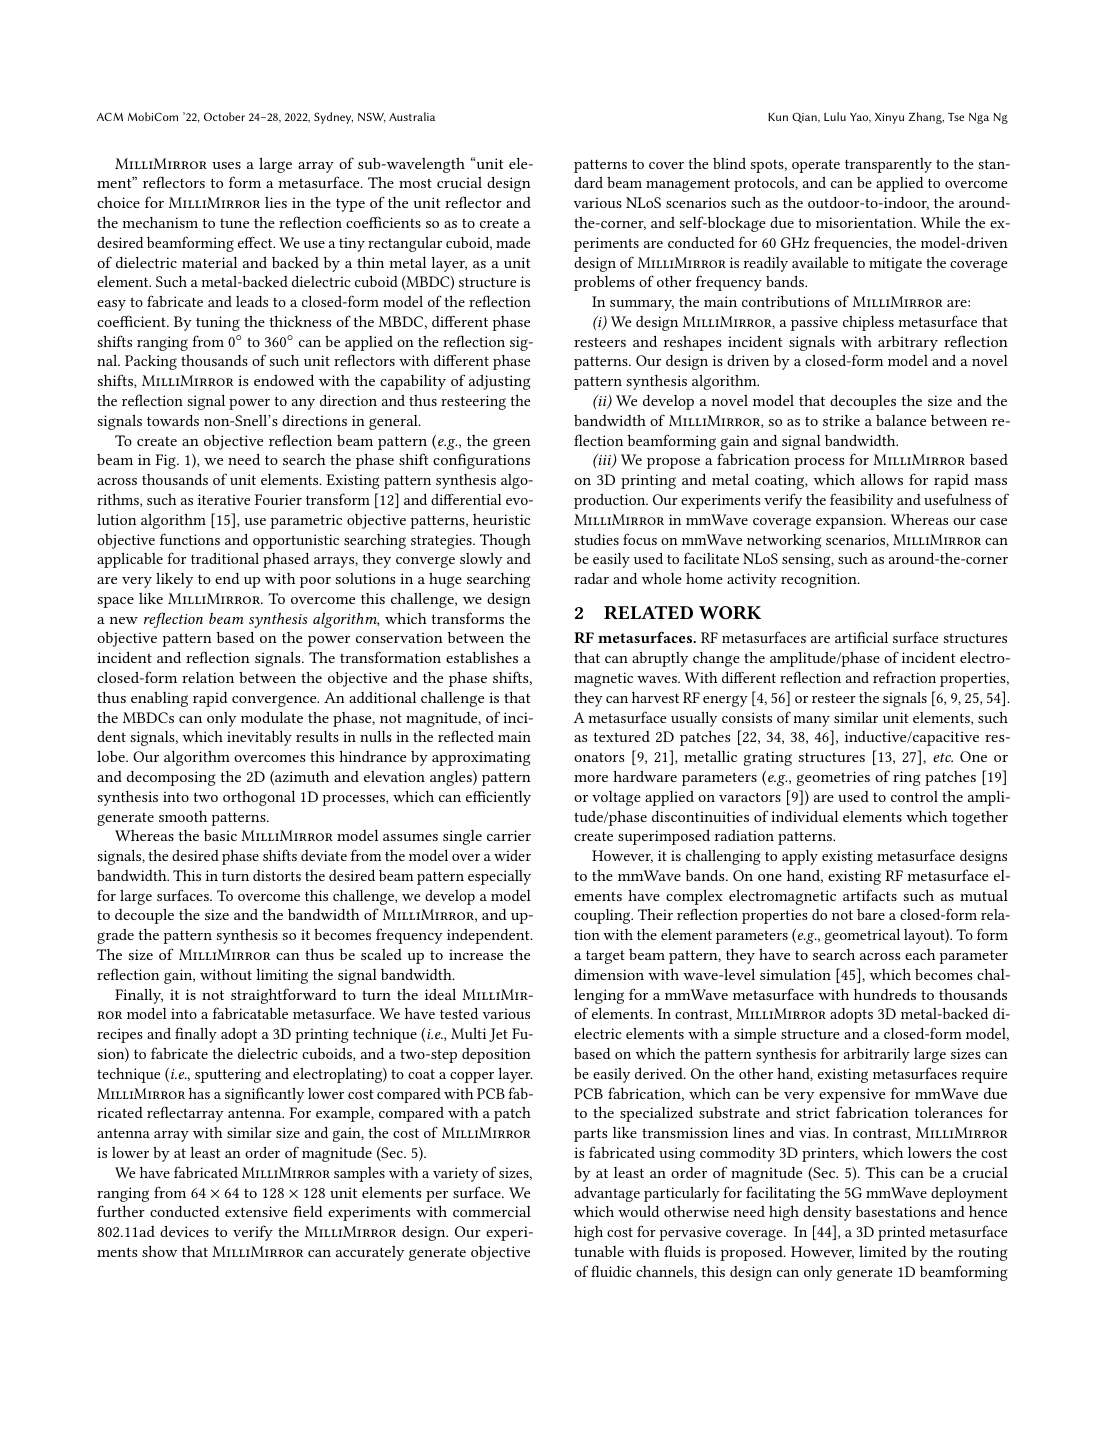 ACM MobiCom '22, October 24–28, 2022, Sydney, NSW, Australia
Kun Qian, Lulu Yao, Xinyu Zhang, Tse Nga Ng
MilliMirror uses a large array of sub-wavelength “unit ele-
ment” reflectors to form a metasurface. The most crucial design
choice for MilliMirror lies in the type of the unit reflector and
the mechanism to tune the reflection coefficients so as to create a
desired beamforming effect. We use a tiny rectangular cuboid, made
of dielectric material and backed by a thin metal layer, as a unit
element. Such a metal-backed dielectric cuboid (MBDC) structure is
easy to fabricate and leads to a closed-form model of the reflection
coefficient. By tuning the thickness of the MBDC, different phase
shifts ranging from 0° to 360° can be applied on the reflection sig-
nal. Packing thousands of such unit reflectors with different phase
shifts, MilliMirror is endowed with the capability of adjusting
the reflection signal power to any direction and thus resteering the
signals towards non-Snell's directions in general.
To create an objective reflection beam pattern (e.g., the green
beam in Fig. 1), we need to search the phase shift configurations
across thousands of unit elements. Existing pattern synthesis algo-
rithms, such as iterative Fourier transform [12] and differential evo-
lution algorithm [15], use parametric objective patterns, heuristic
objective functions and opportunistic searching strategies. Though
applicable for traditional phased arrays, they converge slowly and
are very likely to end up with poor solutions in a huge searching
space like MilliMirror. To overcome this challenge, we design
a new reflection beam synthesis algorithm, which transforms the
objective pattern based on the power conservation between the
incident and reflection signals. The transformation establishes a
closed-form relation between the objective and the phase shifts,
thus enabling rapid convergence. An additional challenge is that
the MBDCs can only modulate the phase, not magnitude, of inci-
dent signals, which inevitably results in nulls in the reflected main
lobe. Our algorithm overcomes this hindrance by approximating
and decomposing the 2D (azimuth and elevation angles) pattern
synthesis into two orthogonal 1D processes, which can efficiently
generate smooth patterns.
Whereas the basic MilliMirror model assumes single carrier
signals, the desired phase shifts deviate from the model over a wider
bandwidth. This in turn distorts the desired beam pattern especially
for large surfaces. To overcome this challenge, we develop a model
to decouple the size and the bandwidth of MilliMirror, and up-
grade the pattern synthesis so it becomes frequency independent.
The size of MilliMirror can thus be scaled up to increase the
reflection gain, without limiting the signal bandwidth.
Finally, it is not straightforward to turn the ideal MilliMir-
ror model into a fabricatable metasurface. We have tested various
recipes and finally adopt a 3D printing technique (i.e., Multi Jet Fu-
sion) to fabricate the dielectric cuboids, and a two-step deposition
technique (i.e., sputtering and electroplating) to coat a copper layer.
MilliMirror has a significantly lower cost compared with PCB fab-
ricated reflectarray antenna. For example, compared with a patch
antenna array with similar size and gain, the cost of MilliMirror
is lower by at least an order of magnitude (Sec. 5).
We have fabricated MilliMirror samples with a variety of sizes,
ranging from 64 × 64 to 128 × 128 unit elements per surface. We
further conducted extensive field experiments with commercial
802.11ad devices to verify the MilliMirror design. Our experi-
ments show that MilliMirror can accurately generate objective
patterns to cover the blind spots, operate transparently to the stan-
dard beam management protocols, and can be applied to overcome
various NLoS scenarios such as the outdoor-to-indoor, the around-
the-corner, and self-blockage due to misorientation. While the ex-
periments are conducted for 60 GHz frequencies, the model-driven
design of MilliMirror is readily available to mitigate the coverage
problems of other frequency bands.
In summary, the main contributions of MilliMirror are:
(i) We design MilliMirror, a passive chipless metasurface that
resteers and reshapes incident signals with arbitrary reflection
patterns. Our design is driven by a closed-form model and a novel
pattern synthesis algorithm.
(ii) We develop a novel model that decouples the size and the
bandwidth of MilliMirror, so as to strike a balance between re-
flection beamforming gain and signal bandwidth.
(iii) We propose a fabrication process for MilliMirror based
on 3D printing and metal coating, which allows for rapid mass
production. Our experiments verify the feasibility and usefulness of
MilliMirror in mmWave coverage expansion. Whereas our case
studies focus on mmWave networking scenarios, MilliMirror can
be easily used to facilitate NLoS sensing, such as around-the-corner
radar and whole home activity recognition.
2 RELATED WORK
RF metasurfaces. RF metasurfaces are artificial surface structures
that can abruptly change the amplitude/phase of incident electro-
magnetic waves. With different reflection and refraction properties,
they can harvest RF energy [4, 56] or resteer the signals [6, 9, 25, 54].
A metasurface usually consists of many similar unit elements, such
as textured 2D patches [22, 34, 38, 46], inductive/capacitive res-
onators [9, 21], metallic grating structures [13, 27], etc. One or
more hardware parameters (e.g., geometries of ring patches [19]
or voltage applied on varactors [9]) are used to control the ampli-
tude/phase discontinuities of individual elements which together
create superimposed radiation patterns.
However, it is challenging to apply existing metasurface designs
to the mmWave bands. On one hand, existing RF metasurface el-
ements have complex electromagnetic artifacts such as mutual
coupling. Their reflection properties do not bare a closed-form rela-
tion with the element parameters (e.g., geometrical layout). To form
a target beam pattern, they have to search across each parameter
dimension with wave-level simulation [45], which becomes chal-
lenging for a mmWave metasurface with hundreds to thousands
of elements. In contrast, MilliMirror adopts 3D metal-backed di-
electric elements with a simple structure and a closed-form model,
based on which the pattern synthesis for arbitrarily large sizes can
be easily derived. On the other hand, existing metasurfaces require
PCB fabrication, which can be very expensive for mmWave due
to the specialized substrate and strict fabrication tolerances for
parts like transmission lines and vias. In contrast, MilliMirror
is fabricated using commodity 3D printers, which lowers the cost
by at least an order of magnitude (Sec. 5). This can be a crucial
advantage particularly for facilitating the 5G mmWave deployment
which would otherwise need high density basestations and hence
high cost for pervasive coverage. In [44], a 3D printed metasurface
tunable with fluids is proposed. However, limited by the routing
of fluidic channels, this design can only generate 1D beamforming